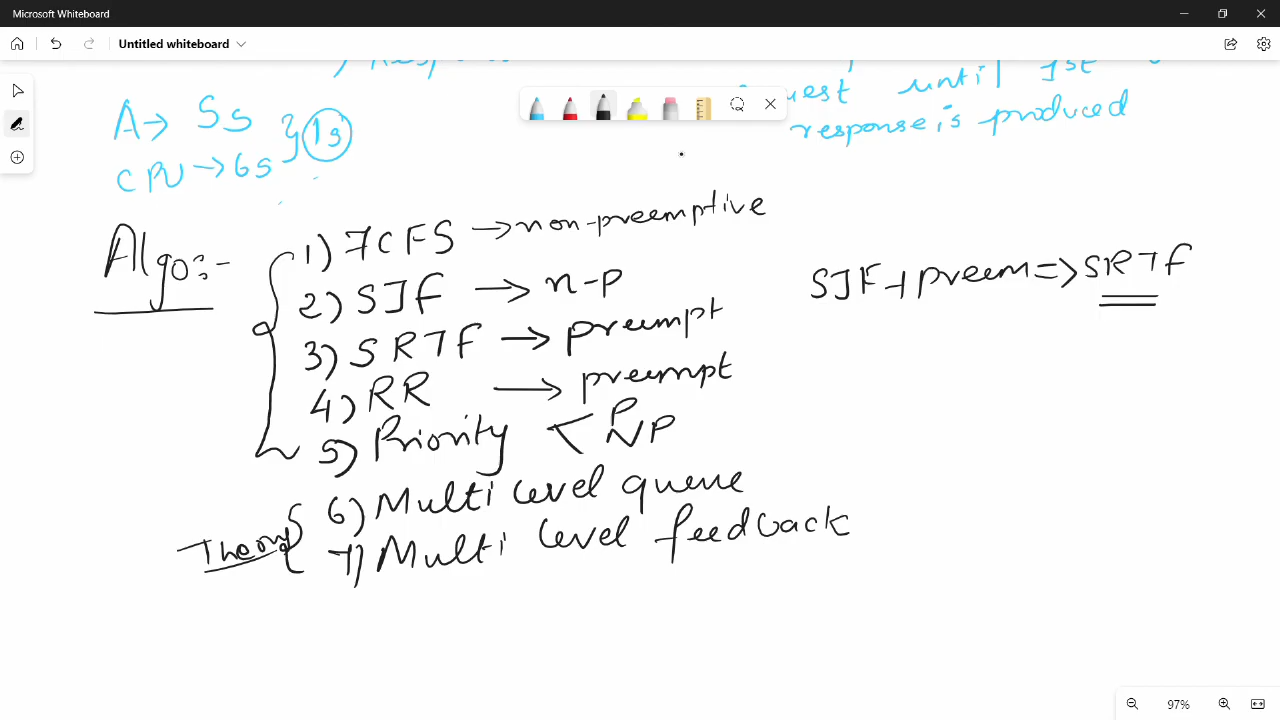 Microsoft Whiteboard
Untitled whiteboard
until 1st
response is produced
A → 5s
CPU → 6s } 1s
Algo:-
1) FCFS → non-preemptive
2) SJF → n-p
3) SRTF → preempt
4) RR → preempt
5) Priority < P NP
SJF + preem => SRTF
6) Multi level queue
Theory { 7) Multi level feedback
97%